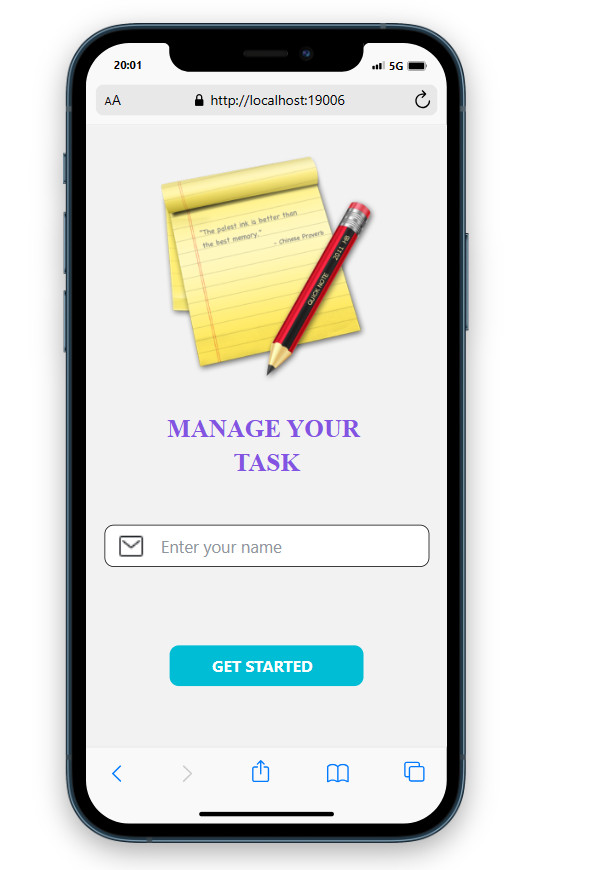 20:01
5G
AA
http://localhost:19006
"The palest ink is better than
the best memory."
- Chinese Proverb
QUICK NOTE 2011 NB
MANAGE YOUR
TASK
Enter your name
GET STARTED